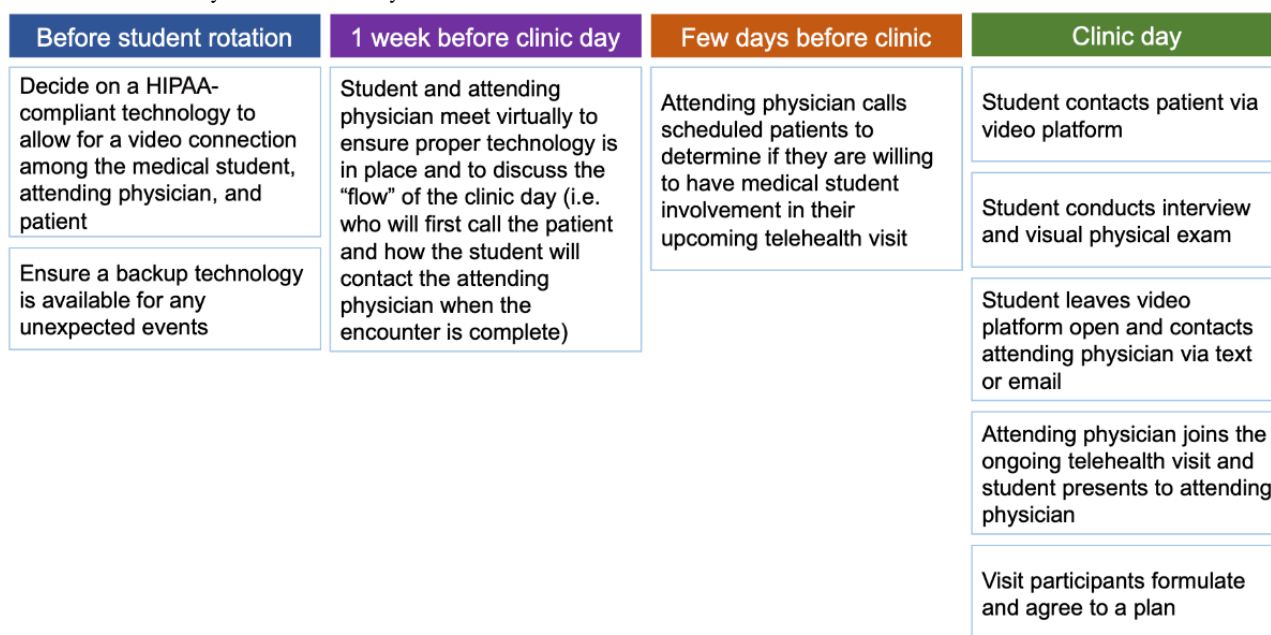 Before student rotation
Decide on a HIPAA-
compliant technology to
allow for a video connection
among the medical student,
attending physician, and
patient
Ensure a backup technology
is available for any
unexpected events
1 week before clinic day
Student and attending
physician meet virtually to
ensure proper technology is
in place and to discuss the
“flow” of the clinic day (i.e.
who will first call the patient
and how the student will
contact the attending
physician when the
encounter is complete)
Few days before clinic
Attending physician calls
scheduled patients to
determine if they are willing
to have medical student
involvement in their
upcoming telehealth visit
Clinic day
Student contacts patient via
video platform
Student conducts interview
and visual physical exam
Student leaves video
platform open and contacts
attending physician via text
or email
Attending physician joins the
ongoing telehealth visit and
student presents to attending
physician
Visit participants formulate
and agree to a plan